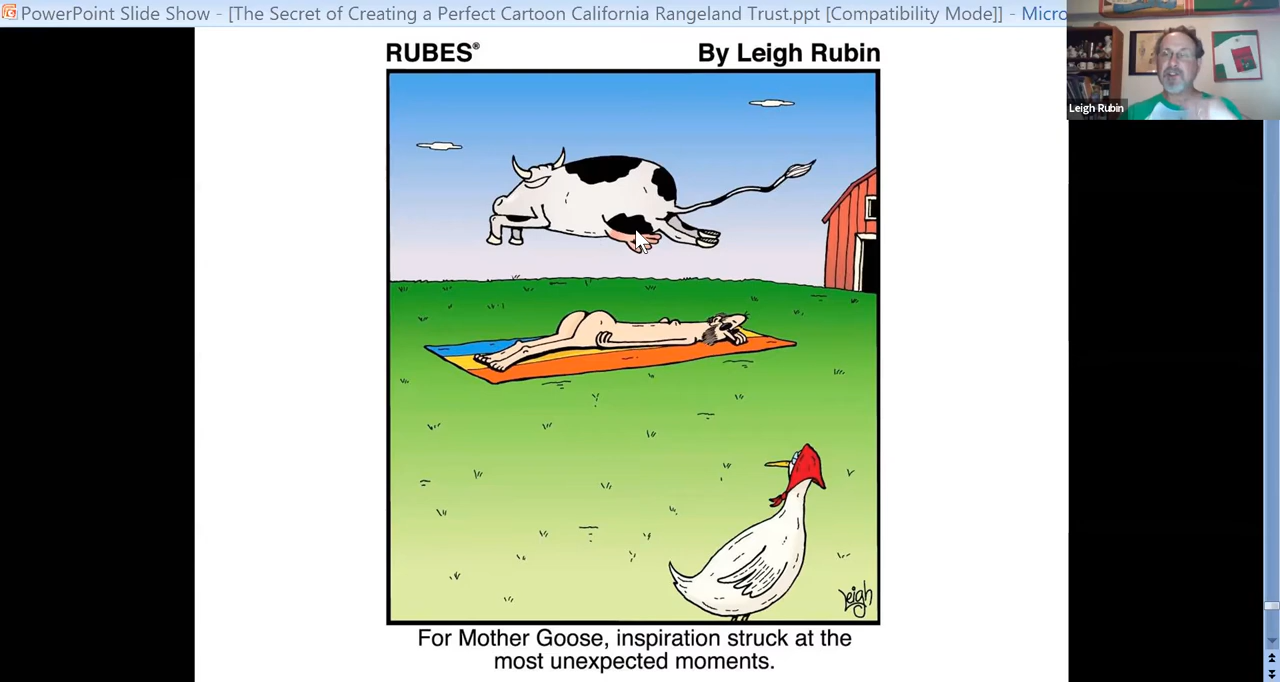 PowerPoint Slide Show - [The Secret of Creating a Perfect Cartoon California Rangeland Trust.ppt [Compatibility Mode]] - Micro
RUBES® By Leigh Rubin
Leigh Rubin
Leigh
For Mother Goose, inspiration struck at the
most unexpected moments.